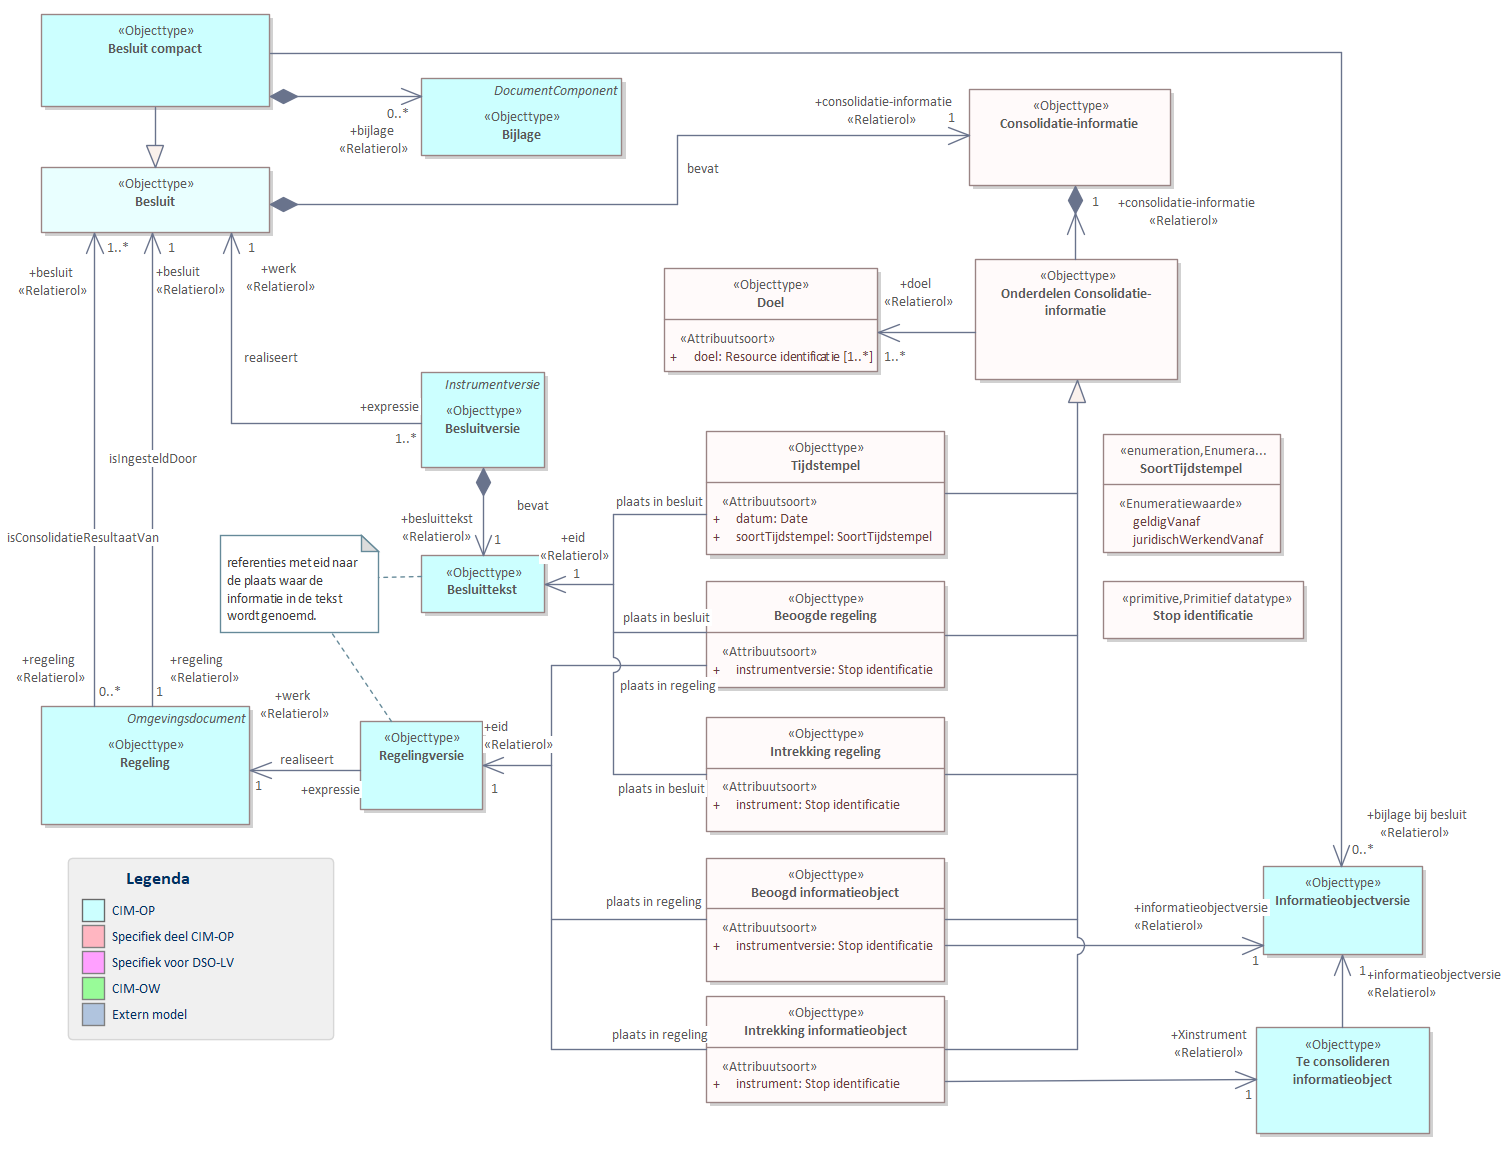 «Objecttype»
Besluit compact
DocumentComponent
«Objecttype»
Bijlage
0..*
+bijlage
«Relatierol»
+consolidatie-informatie
«Relatierol»
1
«Objecttype»
Consolidatie-informatie
«Objecttype»
Besluit
bevat
1
+consolidatie-informatie
«Relatierol»
1..*
+besluit
«Relatierol»
1
+besluit
«Relatierol»
1
+werk
«Relatierol»
«Objecttype»
Doel
«Attribuutsoort»
+ doel: Resource identificatie [1..*]
+doel
«Relatierol»
1..*
«Objecttype»
Onderdelen Consolidatie-
informatie
realiseert
Instrumentversie
«Objecttype»
Besluitversie
+expressie
1..*
isIngesteldDoor
isConsolidatieResultaatVan
bevat
+besluittekst
«Relatierol»
1
+eid
«Relatierol»
1
«Objecttype»
Besluittekst
referenties met eid naar
de plaats waar de
informatie in de tekst
wordt genoemd.
plaats in besluit
«Objecttype»
Tijdstempel
«Attribuutsoort»
+ datum: Date
+ soortTijdstempel: SoortTijdstempel
«enumeration,Enumera...
SoortTijdstempel
«Enumeratiewaarde»
geldigVanaf
juridischWerkendVanaf
plaats in besluit
plaats in regeling
«Objecttype»
Beoogde regeling
«Attribuutsoort»
+ instrumentversie: Stop identificatie
«primitive,Primitief datatype»
Stop identificatie
+regeling
«Relatierol»
0..*
+regeling
«Relatierol»
1
Omgevingsdocument
«Objecttype»
Regeling
+werk
«Relatierol»
realiseert
1
+expressie
«Objecttype»
Regelingversie
+eid
«Relatierol»
1
plaats in besluit
«Objecttype»
Intrekking regeling
«Attribuutsoort»
+ instrument: Stop identificatie
+bijlage bij besluit
«Relatierol»
0..*
plaats in regeling
«Objecttype»
Beoogd informatieobject
«Attribuutsoort»
+ instrumentversie: Stop identificatie
+informatieobjectversie
«Relatierol»
1
«Objecttype»
Informatieobjectversie
1
+informatieobjectversie
«Relatierol»
plaats in regeling
«Objecttype»
Intrekking informatieobject
«Attribuutsoort»
+ instrument: Stop identificatie
+Xinstrument
«Relatierol»
1
«Objecttype»
Te consolideren
informatieobject
Legenda
CIM-OP
Specifiek deel CIM-OP
Specifiek voor DSO-LV
CIM-OW
Extern model